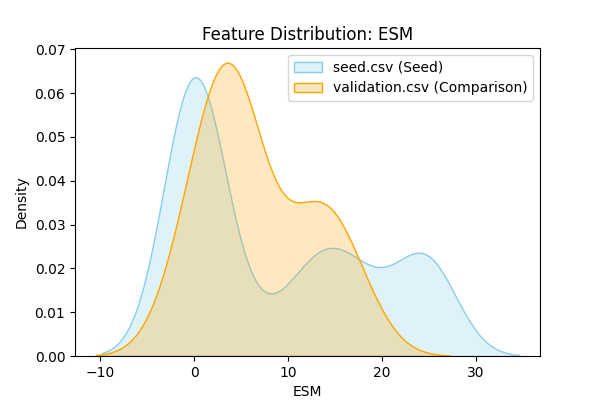 Feature Distribution: ESM
0.07
0.06
0.05
0.04
0.03
0.02
0.01
0.00
Density
seed.csv (Seed)
validation.csv (Comparison)
−10
0
10
20
30
ESM